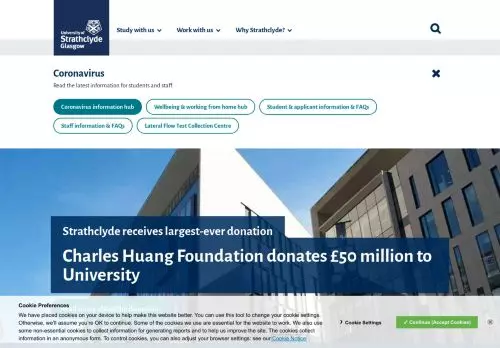 University of
Strathclyde
Glasgow
Study with us
Work with us
Why Strathclyde?
Coronavirus
Read the latest information for students and staff
Coronavirus information hub
Wellbeing & working from home hub
Student & applicant information & FAQs
Staff information & FAQs
Lateral Flow Test Collection Centre
Strathclyde receives largest-ever donation
Charles Huang Foundation donates £50 million to
University
Cookie Preferences
We have placed cookies on your device to help make this website better. You can use this tool to change your cookie settings.
Otherwise, we'll assume you're OK to continue. Some of the cookies we use are essential for the website to work. We also use
some non-essential cookies to collect information for generating reports and to help us improve the site. The cookies collect
information in an anonymous form. To control cookies, you can also adjust your browser settings: see our Cookie Notice
Cookie Settings
✓ Continue (Accept Cookies)